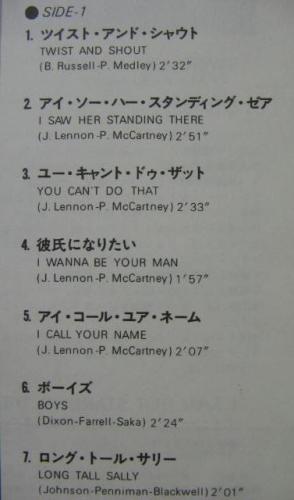 ● SIDE-1
1. ツイスト・アンド・シャウト
TWIST AND SHOUT
(B. Russell-P. Medley) 2'32"
2. アイ・ソー・ハー・スタンディング・ゼア
I SAW HER STANDING THERE
(J. Lennon-P. McCartney) 2'51"
3. ユー・キャント・ドゥ・ザット
YOU CAN'T DO THAT
(J. Lennon-P. McCartney) 2'33"
4. 彼氏になりたい
I WANNA BE YOUR MAN
(J. Lennon-P. McCartney) 1'57"
5. アイ・コール・ユア・ネーム
I CALL YOUR NAME
(J. Lennon-P. McCartney) 2'07"
6. ボーイズ
BOYS
(Dixon-Farrell-Saka) 2'24"
7. ロング・トール・サリー
LONG TALL SALLY
(Johnson-Penniman-Blackwell) 2'01"